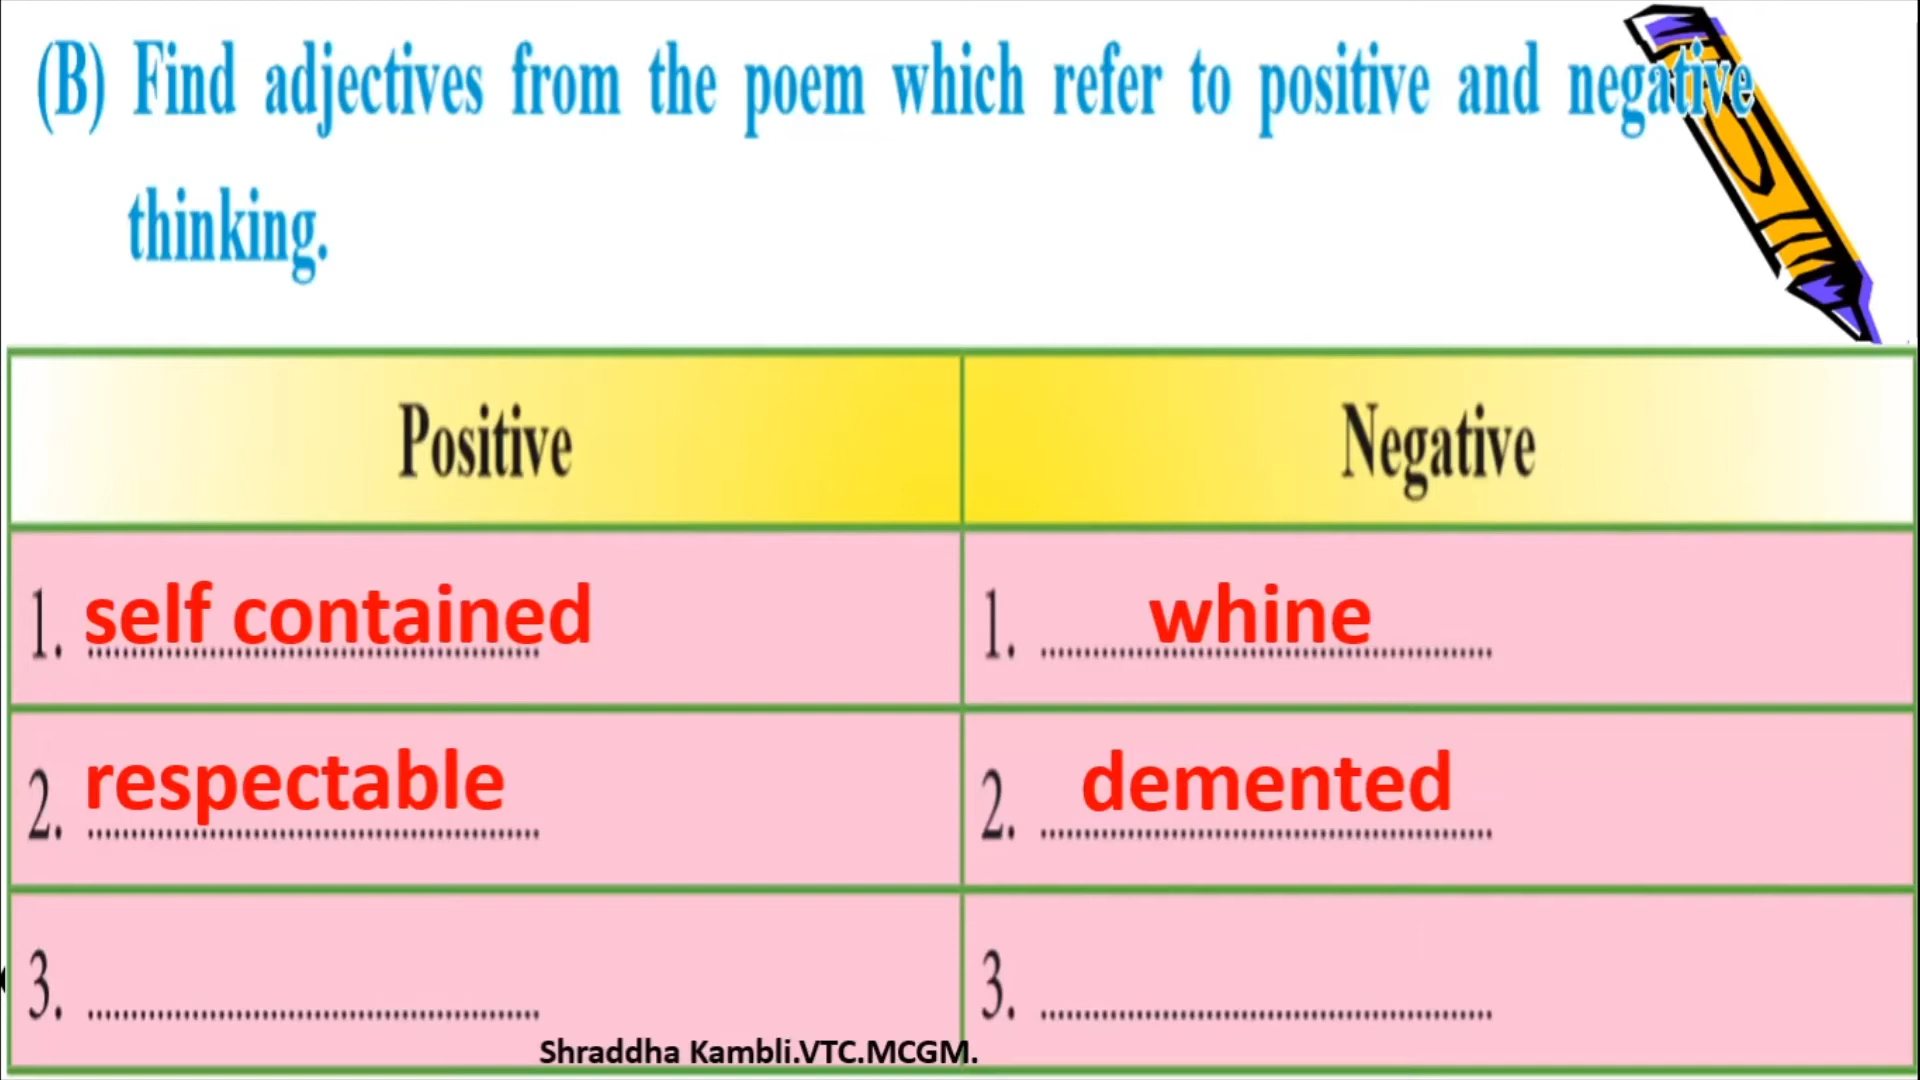 (B) Find adjectives from the poem which refer to positive and negative
thinking.
Positive Negative
1. self contained 1. whine
2. respectable 2. demented
3. ........................ 3. ........................
Shraddha Kambli.VTC.MCGM.